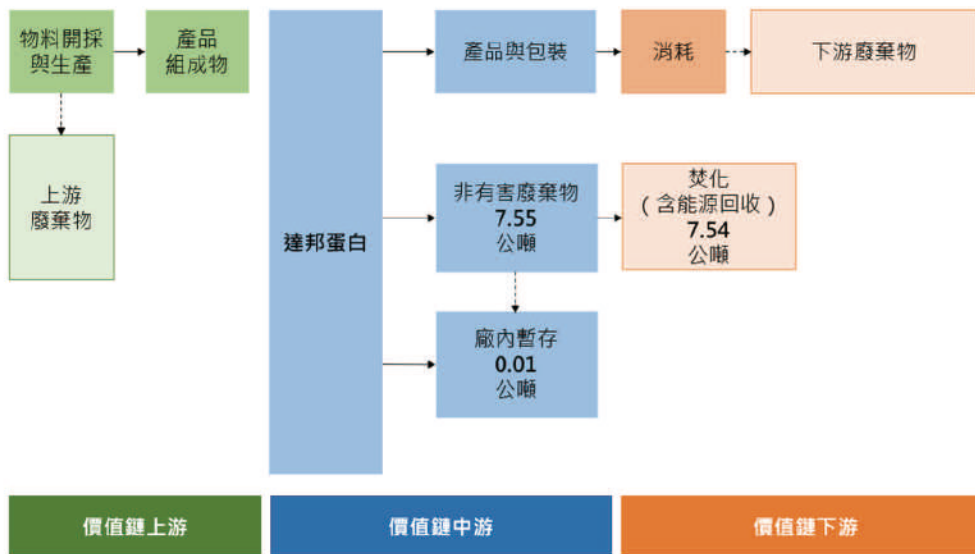 物料開採
與生產
產品
組成物
上游
廢棄物
達邦蛋白
產品與包裝
消耗
下游廢棄物
非有害廢棄物
7.55
公噸
焚化
(含能源回收)
7.54
公噸
廠內暫存
0.01
公噸
價值鏈上游
價值鏈中游
價值鏈下游